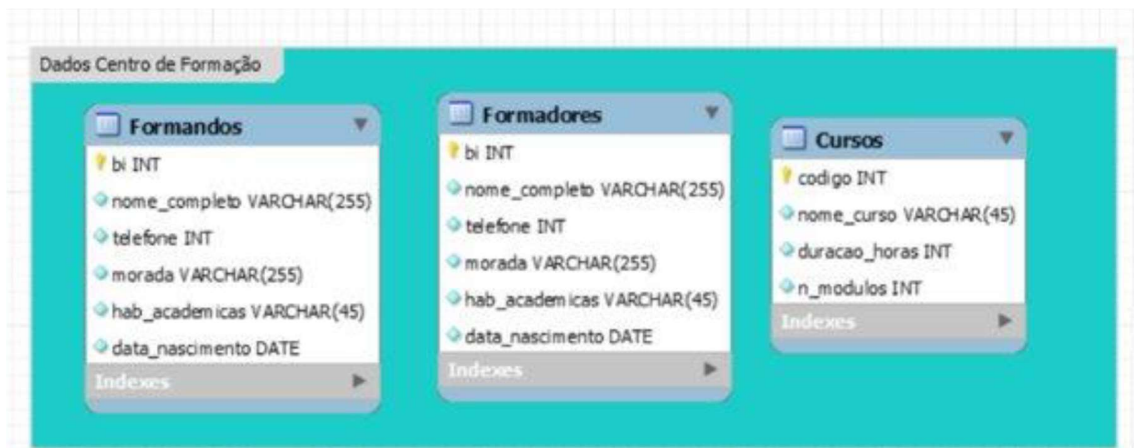 Dados Centro de Formação
Formandos
bi INT
nome_completo VARCHAR(255)
telefone INT
morada VARCHAR(255)
hab_academicas VARCHAR(45)
data_nascimento DATE
Indexes
Formadores
bi INT
nome_completo VARCHAR(255)
telefone INT
morada VARCHAR(255)
hab_academicas VARCHAR(45)
data_nascimento DATE
Indexes
Cursos
codigo INT
nome_curso VARCHAR(45)
duracao_horas INT
n_modulos INT
Indexes